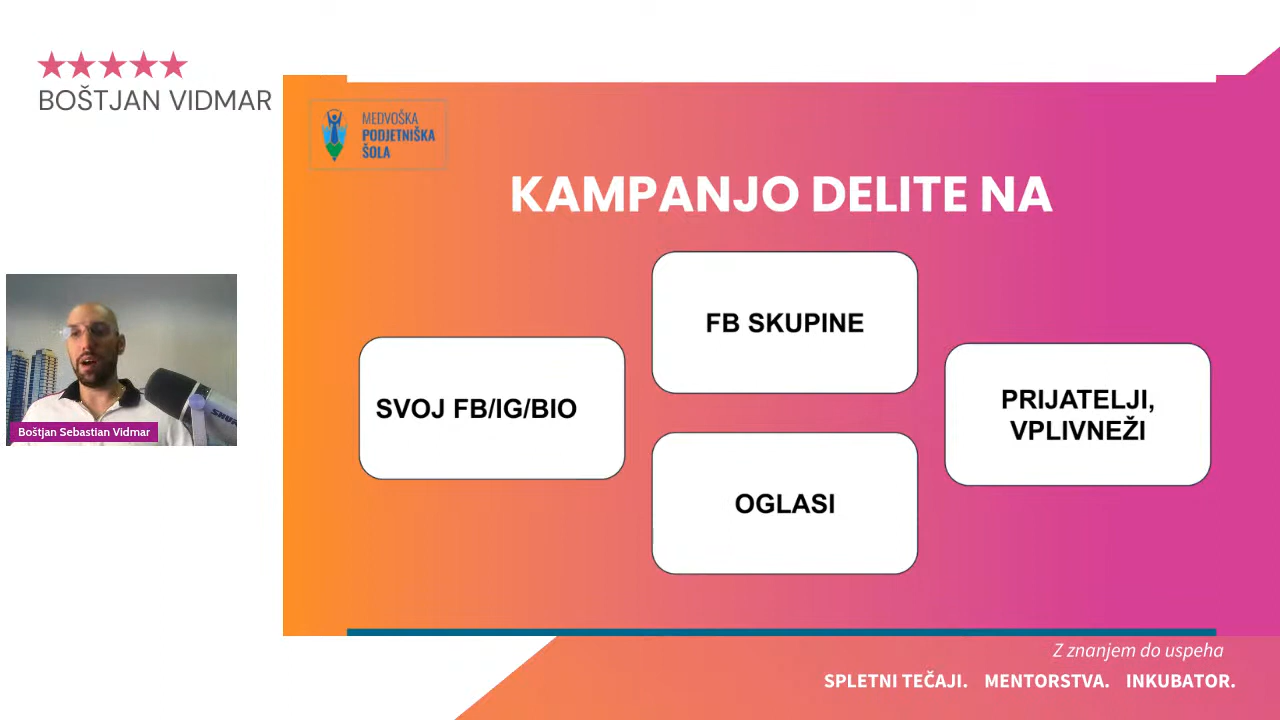 ★★★★★
BOŠTJAN VIDMAR
MEDVOŠKA
PODJETNIŠKA
ŠOLA
KAMPANJO DELITE NA
FB SKUPINE
SVOJ FB/IG/BIO
PRIJATELJI,
VPLIVNEŽI
OGLASI
Boštjan Sebastian Vidmar
Z znanjem do uspeha
SPLETNI TEČAJI. MENTORSTVA. INKUBATOR.